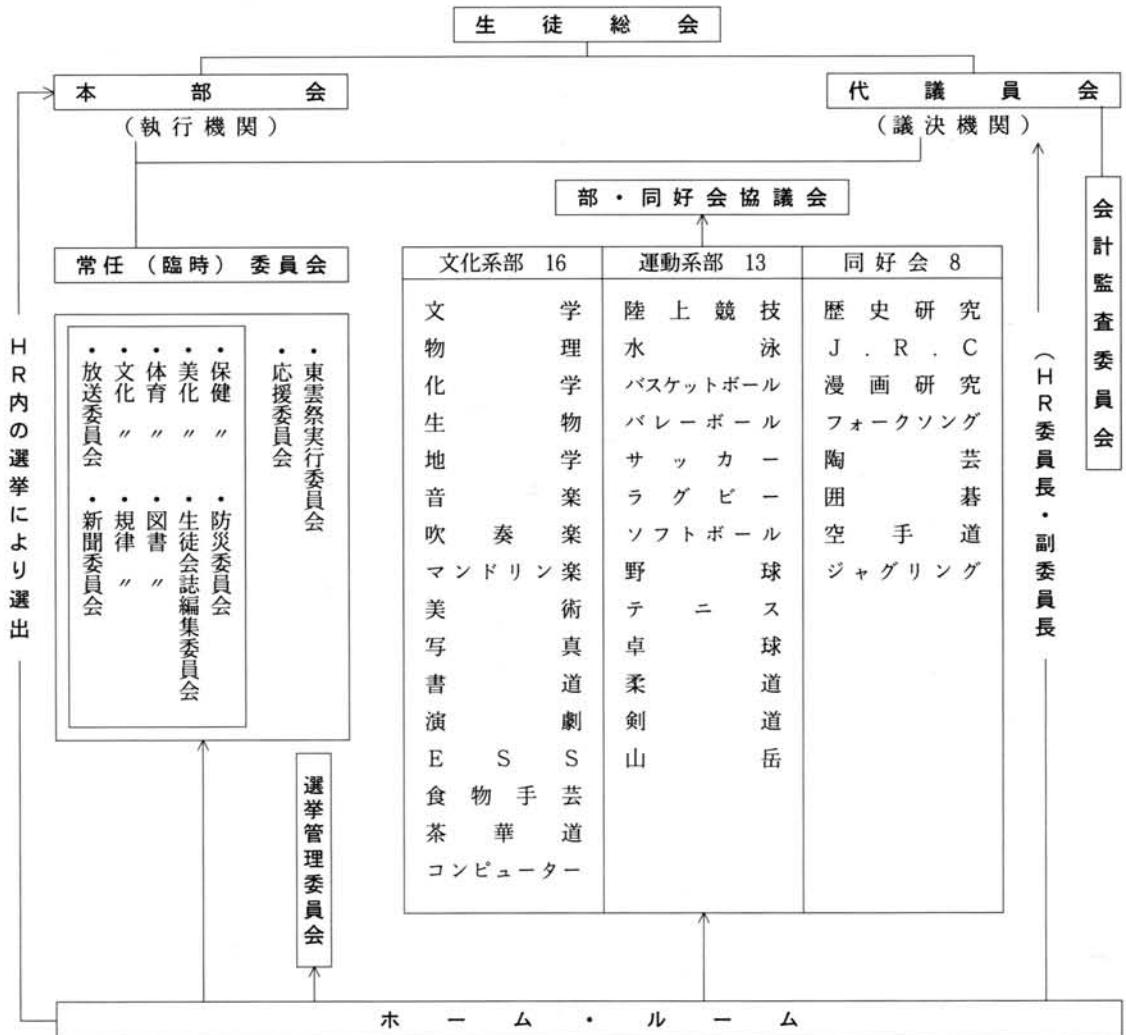 生徒総会
本部会
(執行機関)
代議員会
(議決機関)
会計監査委員会
部・同好会協議会
常任(臨時)委員会
・東雲祭実行委員会
・応援委員会
・保健〃
・防災委員会
・美化〃
・生徒会誌編集委員会
・体育〃
・図書〃
・文化〃
・規律〃
・放送委員会
・新聞委員会
文化系部 16
文学
物理
化学
生物
地学
音楽
吹奏楽
マンドリン楽
美術
写真
書道
演劇
ESS
食物手芸
茶華道
コンピューター
運動系部 13
陸上競技
水泳
バスケットボール
バレーボール
サッカー
ラグビー
ソフトボール
野球
テニス
卓球
柔道
剣道
山岳
同好会 8
歴史研究
J.R.C
漫画研究
フォークソング
陶芸
囲碁
空手道
ジャグリング
(HR委員長・副委員長)
HR内の選挙により選出
選挙管理委員会
ホーム・ルーム